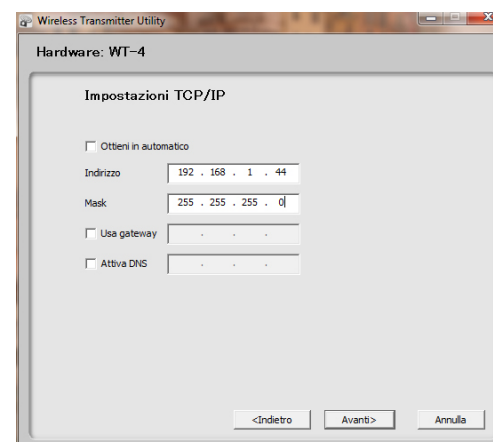 Wireless Transmitter Utility
Hardware: WT-4
Impostazioni TCP/IP
Ottieni in automatico
Indirizzo 192 . 168 . 1 . 44
Mask 255 . 255 . 255 . 0
Usa gateway . . .
Attiva DNS . . .
<Indietro Avanti> Annulla